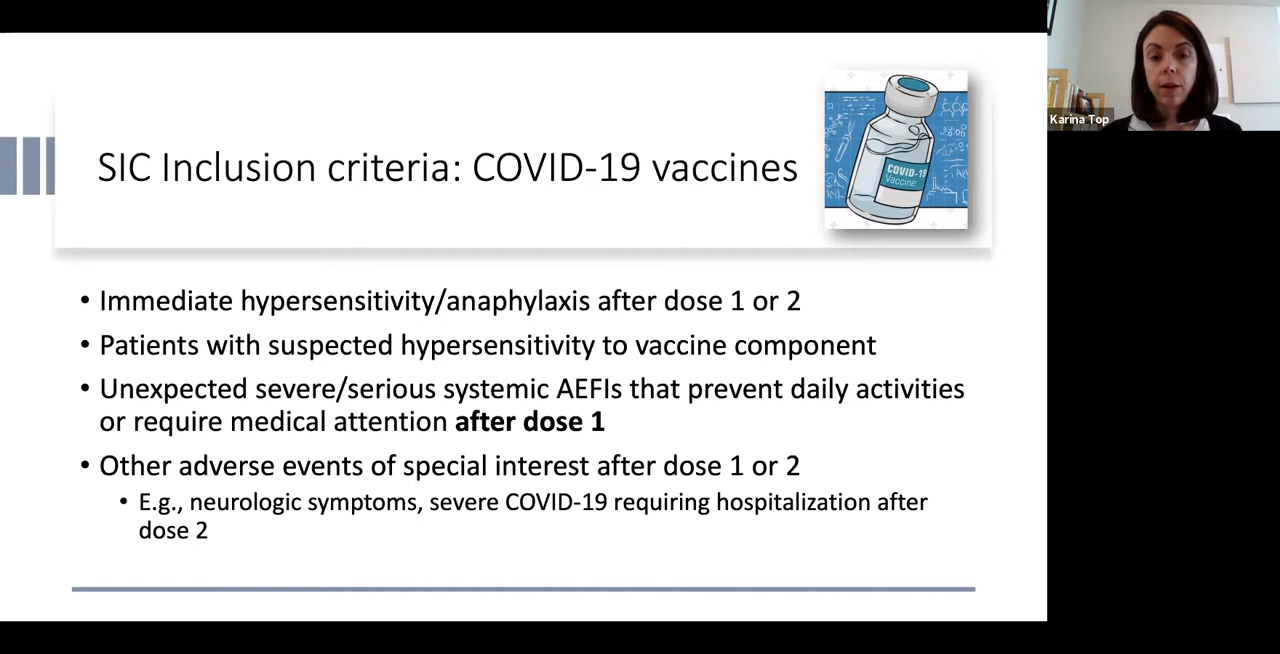 SIC Inclusion criteria: COVID-19 vaccines
COVID-19
Vaccine
Karina Top
• Immediate hypersensitivity/anaphylaxis after dose 1 or 2
• Patients with suspected hypersensitivity to vaccine component
• Unexpected severe/serious systemic AEFIs that prevent daily activities
or require medical attention after dose 1
• Other adverse events of special interest after dose 1 or 2
• E.g., neurologic symptoms, severe COVID-19 requiring hospitalization after
dose 2